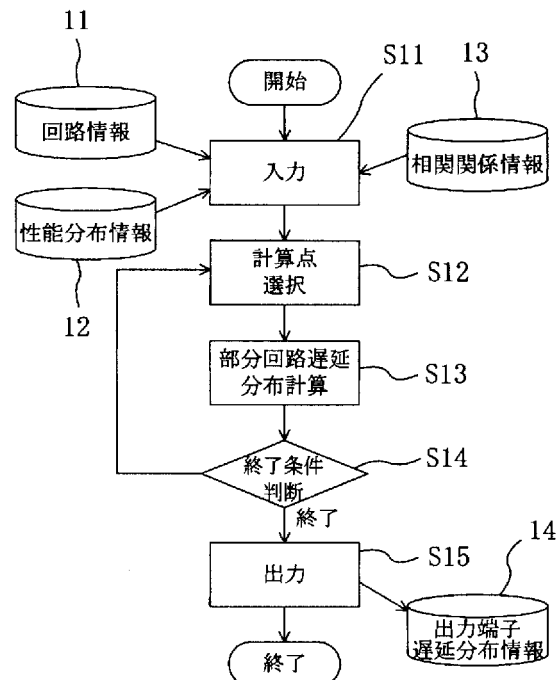 11
開始
S11
13
回路情報
入力
相関関係情報
性能分布情報
12
計算点
選択
S12
部分回路遅延
分布計算
S13
終了条件
判断
S14
終了
出力
S15
14
出力端子
遅延分布情報
終了